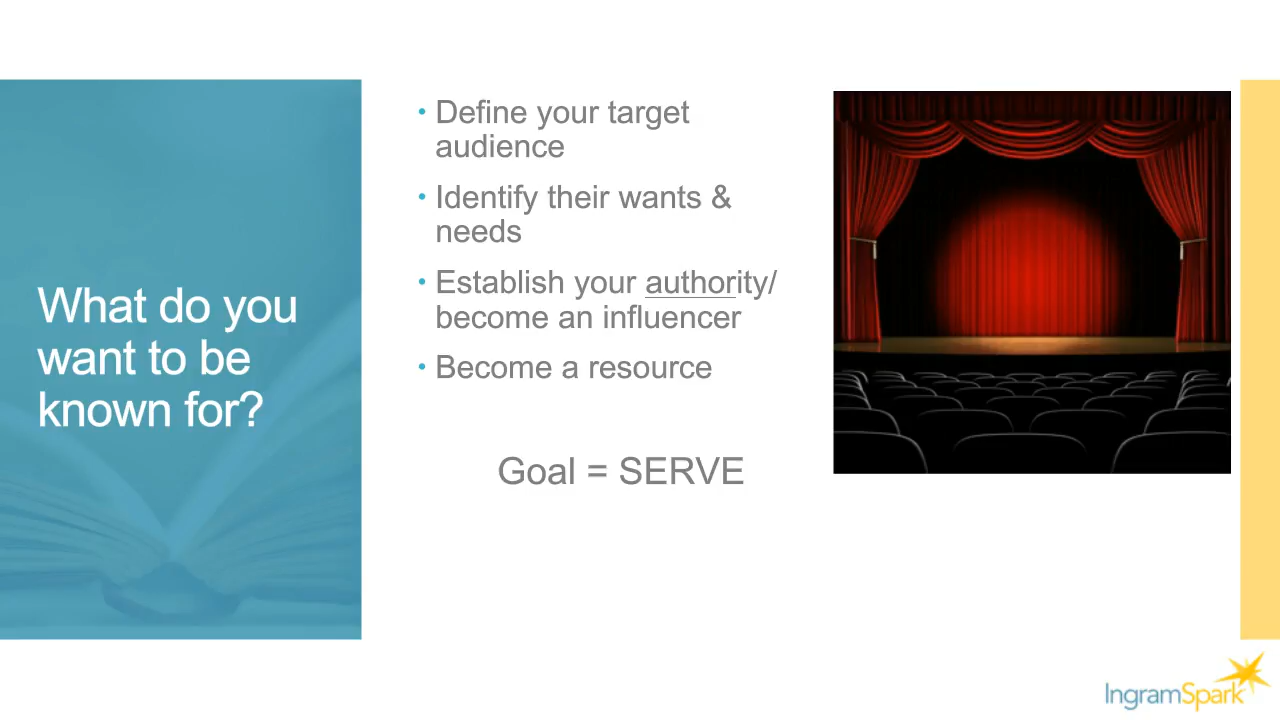 What do you
want to be
known for?
• Define your target
audience
• Identify their wants &
needs
• Establish your authority/
become an influencer
• Become a resource
Goal = SERVE
IngramSpark